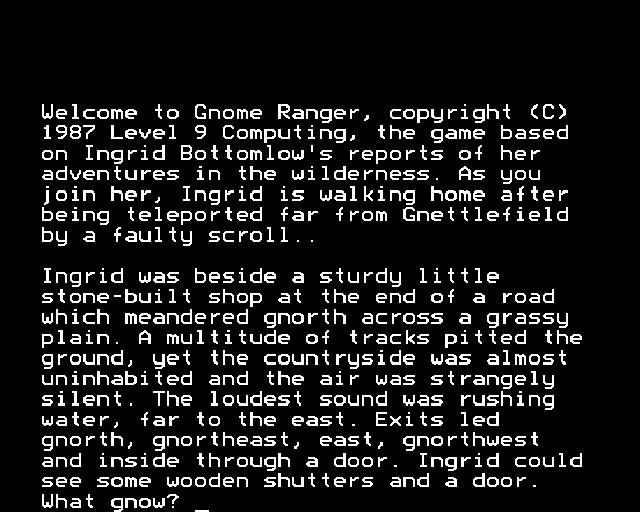 Welcome to Gnome Ranger, copyright (C)
1987 Level 9 Computing, the game based
on Ingrid Bottomlow's reports of her
adventures in the wilderness. As you
join her, Ingrid is walking home after
being teleported far from Gnettlefield
by a faulty scroll..
Ingrid was beside a sturdy little
stone-built shop at the end of a road
which meandered gnorth across a grassy
plain. A multitude of tracks pitted the
ground, yet the countryside was almost
uninhabited and the air was strangely
silent. The loudest sound was rushing
water, far to the east. Exits led
gnorth, gnortheast, east, gnorthwest
and inside through a door. Ingrid could
see some wooden shutters and a door.
What gnow? _